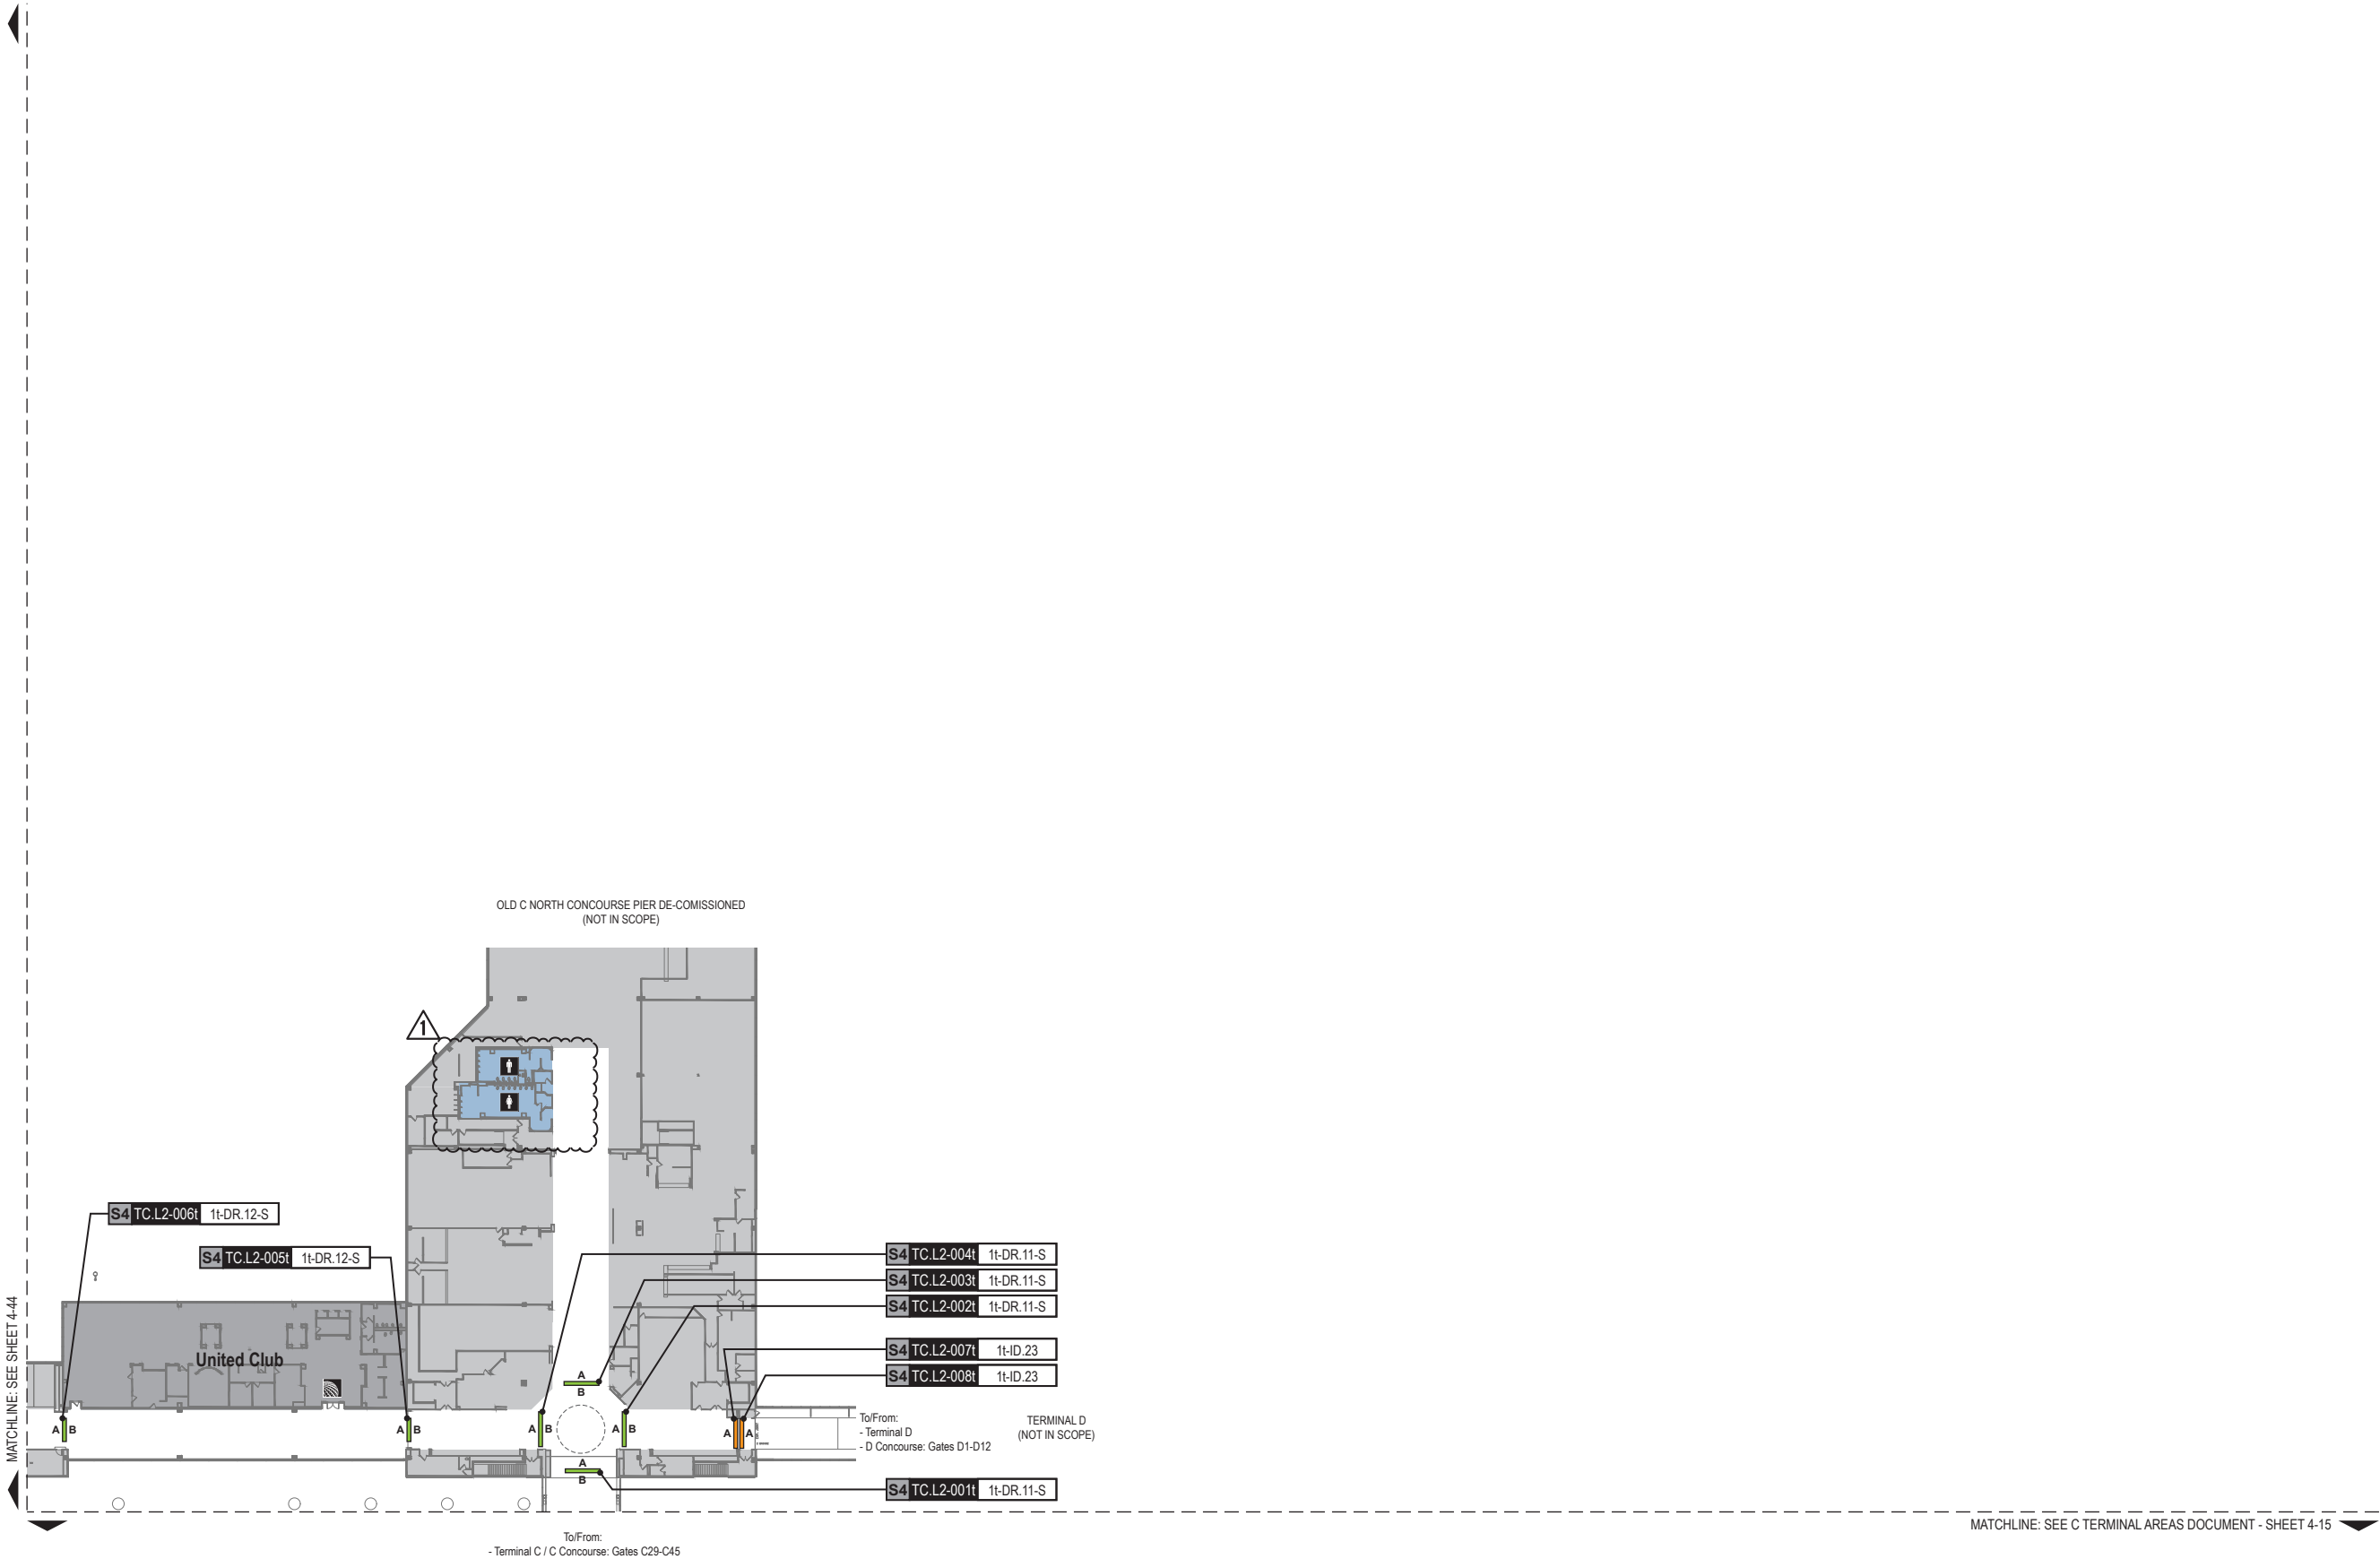 OLD C NORTH CONCOURSE PIER DE-COMISSIONED
(NOT IN SCOPE)
1
S4 TC.L2-006t 1t-DR.12-S
S4 TC.L2-005t 1t-DR.12-S
S4 TC.L2-004t 1t-DR.11-S
S4 TC.L2-003t 1t-DR.11-S
S4 TC.L2-002t 1t-DR.11-S
S4 TC.L2-007t 1t-ID.23
S4 TC.L2-008t 1t-ID.23
MATCHLINE: SEE SHEET 4-44
United Club
A
B
A B
A B
A B
A B
A A
To/From:
- Terminal D
- D Concourse: Gates D1-D12
TERMINAL D
(NOT IN SCOPE)
A
B
S4 TC.L2-001t 1t-DR.11-S
MATCHLINE: SEE C TERMINAL AREAS DOCUMENT - SHEET 4-15
To/From:
- Terminal C / C Concourse: Gates C29-C45